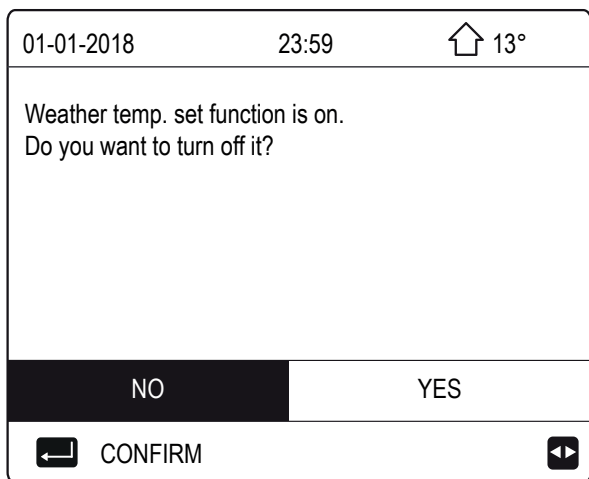 01-01-2018 23:59 13°
Weather temp. set function is on.
Do you want to turn off it?
NO YES
CONFIRM